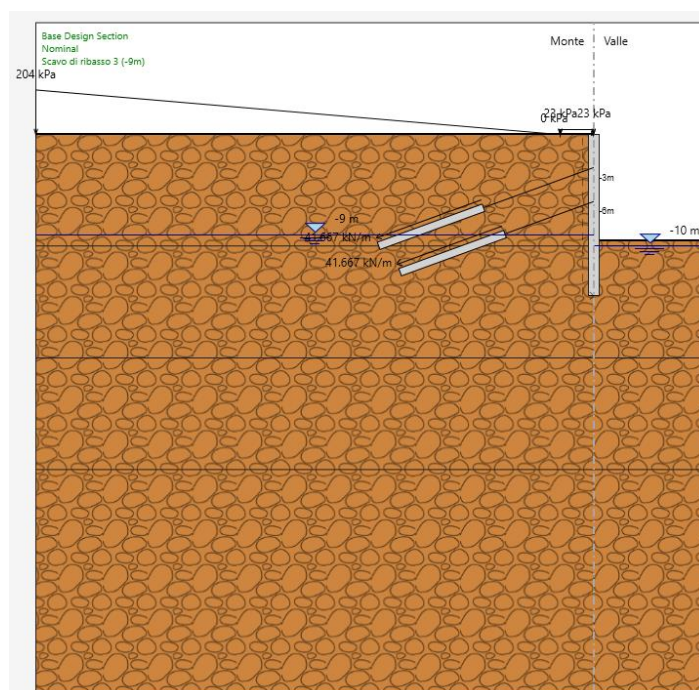 Base Design Section
Nominal
Scavo di ribasso 3 (-9m)
Monte
Valle
204 kPa
23 kPa
23 kPa
0 kPa
-3m
-6m
-9 m
-10 m
41.667 kN/m
41.667 kN/m